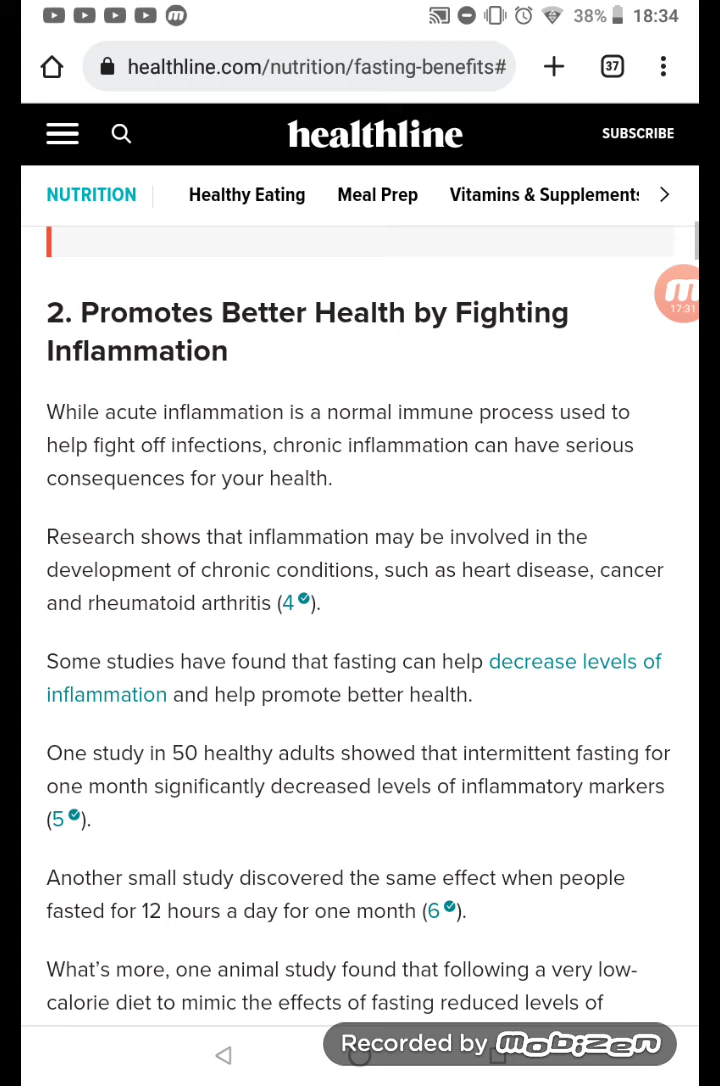 38% 18:34
healthline.com/nutrition/fasting-benefits# 37
healthline SUBSCRIBE
NUTRITION Healthy Eating Meal Prep Vitamins & Supplements
17:31
2. Promotes Better Health by Fighting
Inflammation
While acute inflammation is a normal immune process used to
help fight off infections, chronic inflammation can have serious
consequences for your health.
Research shows that inflammation may be involved in the
development of chronic conditions, such as heart disease, cancer
and rheumatoid arthritis (4).
Some studies have found that fasting can help decrease levels of
inflammation and help promote better health.
One study in 50 healthy adults showed that intermittent fasting for
one month significantly decreased levels of inflammatory markers
(5).
Another small study discovered the same effect when people
fasted for 12 hours a day for one month (6).
What’s more, one animal study found that following a very low-
calorie diet to mimic the effects of fasting reduced levels of
Recorded by mobizen